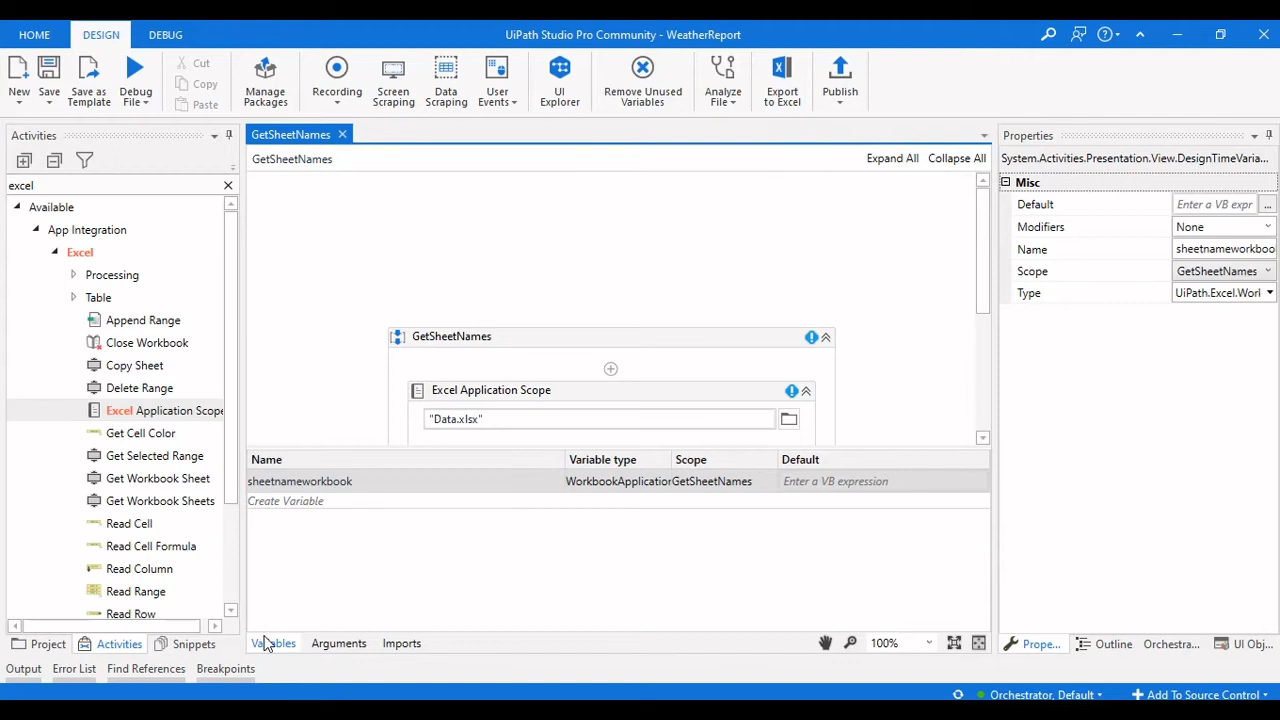 HOME DESIGN DEBUG UiPath Studio Pro Community - WeatherReport
New Save Save as Template Debug File Cut Copy Paste Manage Packages Recording Screen Scraping Data Scraping User Events UI Explorer Remove Unused Variables Analyze File Export to Excel Publish
Activities
GetSheetNames
Properties
GetSheetNames Expand All Collapse All
System.Activities.Presentation.View.DesignTimeVaria...
excel
Misc
Available
Default Enter a VB expr ...
App Integration
Modifiers None
Excel
Name sheetnameworkboo
Processing
Scope GetSheetNames
Table
Type UiPath.Excel.Worl
Append Range
Close Workbook
GetSheetNames
Copy Sheet
Delete Range
Excel Application Scope
Excel Application Scope
"Data.xlsx"
Get Cell Color
Get Selected Range
Name Variable type Scope Default
Get Workbook Sheet
sheetnameworkbook WorkbookApplication GetSheetNames Enter a VB expression
Get Workbook Sheets
Create Variable
Read Cell
Read Cell Formula
Read Column
Read Range
Read Row
Project Activities Snippets
Variables Arguments Imports 100%
Prope... Outline Orchestra... UI Obj...
Output Error List Find References Breakpoints
Orchestrator, Default Add To Source Control